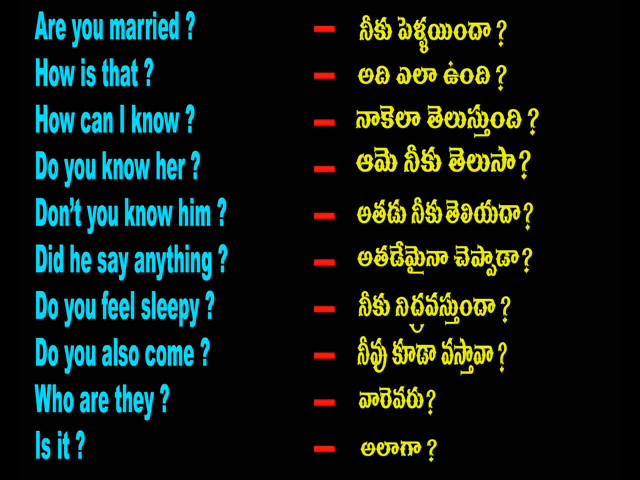 Are you married ? – నీకు పెళ్ళయిందా ?
How is that ? – అది ఎలా ఉంది ?
How can I know ? – నాకెలా తెలుస్తుంది ?
Do you know her ? – ఆమె నీకు తెలుసా ?
Don't you know him ? – అతడు నీకు తెలియదా ?
Did he say anything ? – అతడేమైనా చెప్పాడా ?
Do you feel sleepy ? – నీకు నిద్రవస్తుందా ?
Do you also come ? – నీవు కూడా వస్తావా ?
Who are they ? – వారెవరు ?
Is it ? – అలాగా ?